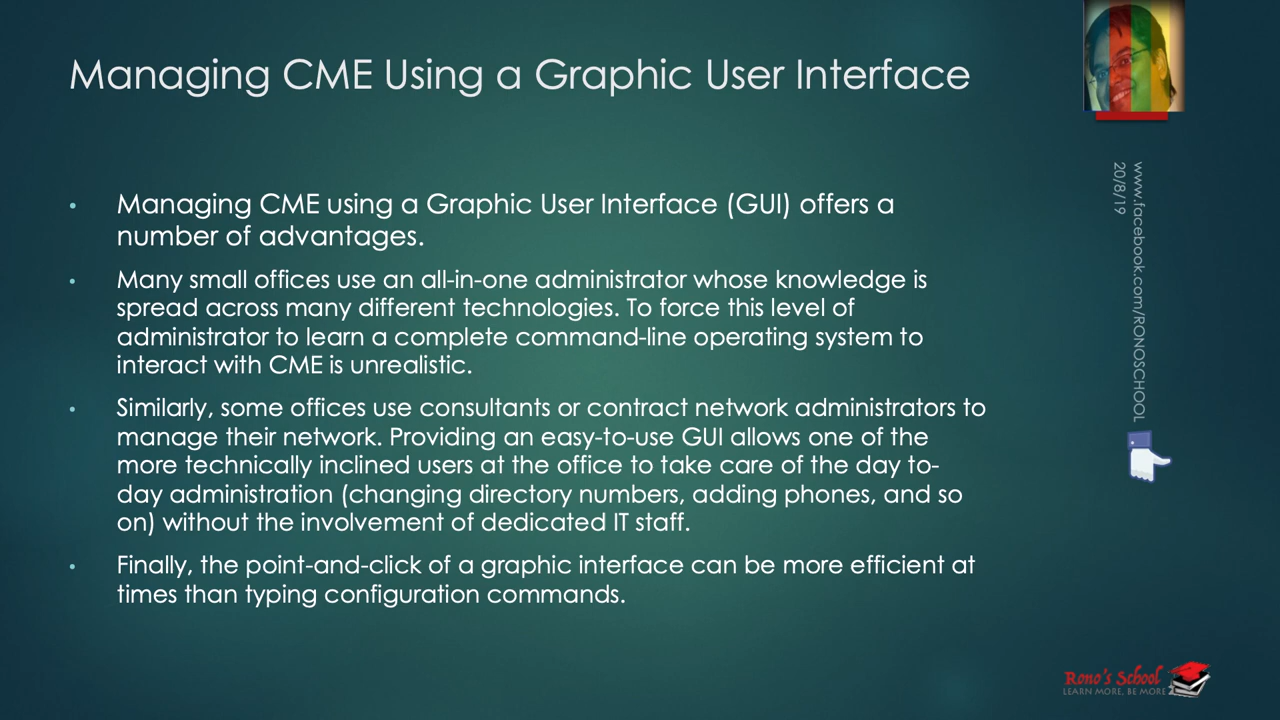 Managing CME Using a Graphic User Interface
• Managing CME using a Graphic User Interface (GUI) offers a
number of advantages.
• Many small offices use an all-in-one administrator whose knowledge is
spread across many different technologies. To force this level of
administrator to learn a complete command-line operating system to
interact with CME is unrealistic.
• Similarly, some offices use consultants or contract network administrators to
manage their network. Providing an easy-to-use GUI allows one of the
more technically inclined users at the office to take care of the day to-
day administration (changing directory numbers, adding phones, and so
on) without the involvement of dedicated IT staff.
• Finally, the point-and-click of a graphic interface can be more efficient at
times than typing configuration commands.
www.facebook.com/RONOSCHOOL
20/8/19
Rono's School
LEARN MORE, BE MORE